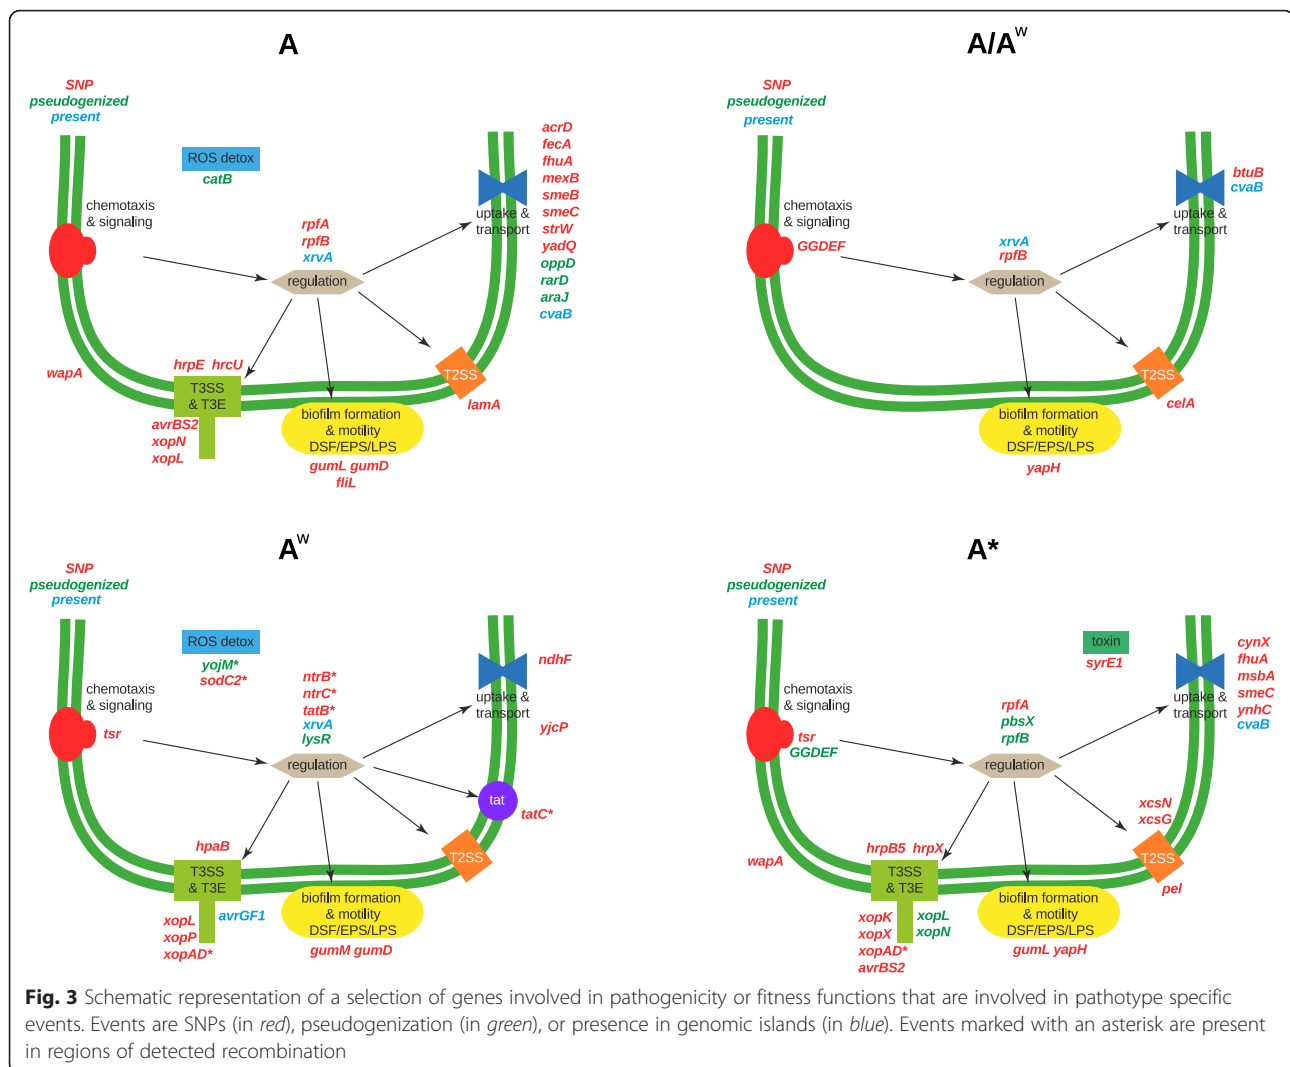 A
SNP
pseudogenized
present
ROS detox
catB
chemotaxis
& signaling
rpfA
rpfB
xrvA
regulation
uptake &
transport
acrD
fecA
fhuA
mexB
smeB
smeC
strW
yadQ
oppD
rarD
araJ
cvaB
wapA
hrpE hrcU
T3SS
& T3E
avrBS2
xopN
xopL
biofilm formation
& motility
DSF/EPS/LPS
gumL gumD
fliL
T2SS
lamA
A/Aw
SNP
pseudogenized
present
chemotaxis
& signaling
GGDEF
xrvA
rpfB
regulation
uptake &
transport
btuB
cvaB
biofilm formation
& motility
DSF/EPS/LPS
yapH
T2SS
celA
Aw
SNP
pseudogenized
present
ROS detox
yojM*
sodC2*
chemotaxis
& signaling
tsr
ntrB*
ntrC*
tatB*
xrvA
lysR
regulation
uptake &
transport
ndhF
yjcP
tat
tatC*
hpaB
T3SS
& T3E
avrGF1
xopL
xopP
xopAD*
biofilm formation
& motility
DSF/EPS/LPS
gumM gumD
T2SS
A*
SNP
pseudogenized
present
toxin
syrE1
chemotaxis
& signaling
tsr
GGDEF
rpfA
pbsX
rpfB
regulation
uptake &
transport
cynX
fhuA
msbA
smeC
ynhC
cvaB
xcsN
xcsG
T2SS
pel
wapA
hrpB5 hrpX
T3SS
& T3E
xopK
xopX
xopAD*
avrBS2
xopL
xopN
biofilm formation
& motility
DSF/EPS/LPS
gumL yapH
Fig. 3 Schematic representation of a selection of genes involved in pathogenicity or fitness functions that are involved in pathotype specific
events. Events are SNPs (in red), pseudogenization (in green), or presence in genomic islands (in blue). Events marked with an asterisk are present
in regions of detected recombination